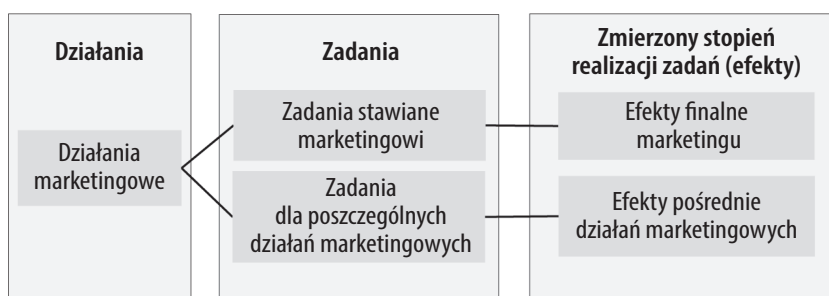 Działania
Działania
marketingowe
Zadania
Zadania stawiane
marketingowi
Zadania
dla poszczególnych
działań marketingowych
Zmierzony stopień
realizacji zadań (efekty)
Efekty finalne
marketingu
Efekty pośrednie
działań marketingowych